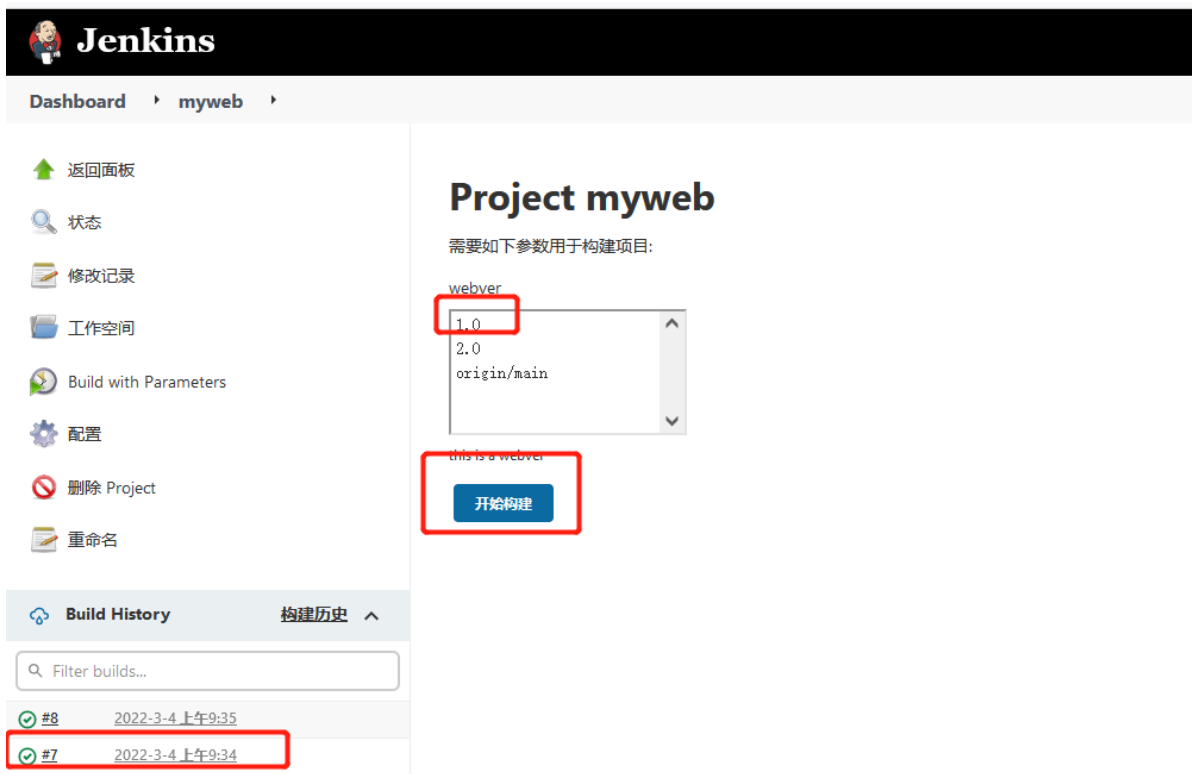 Jenkins
Dashboard myweb
返回面板
状态
修改记录
工作空间
Build with Parameters
配置
删除 Project
重命名
Build History 构建历史
Filter builds...
#8 2022-3-4 上午9:35
#7 2022-3-4 上午9:34
Project myweb
需要如下参数用于构建项目:
webver
1.0
2.0
origin/main
this is a webver
开始构建